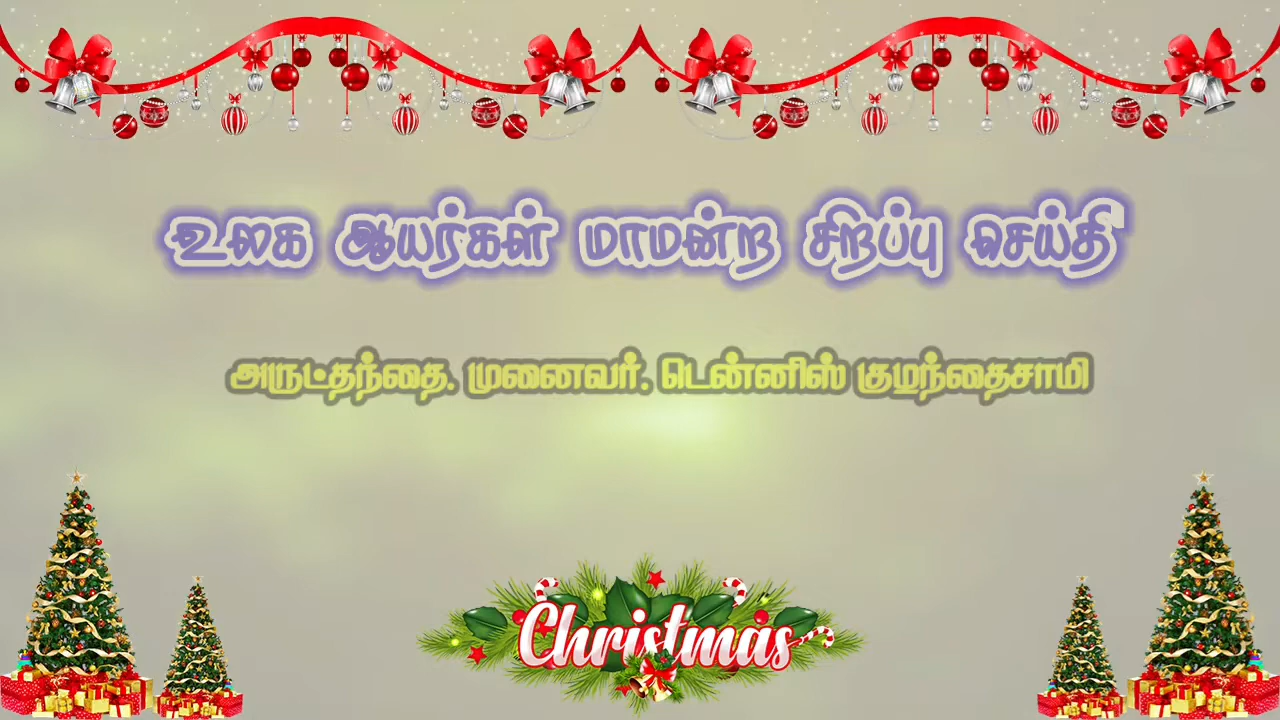 உலக ஆயர்கள் மாமன்ற சிறப்பு செய்தி
அருட்தந்தை. முனைவர். டென்னிஸ் குழந்தைசாமி
Christmas